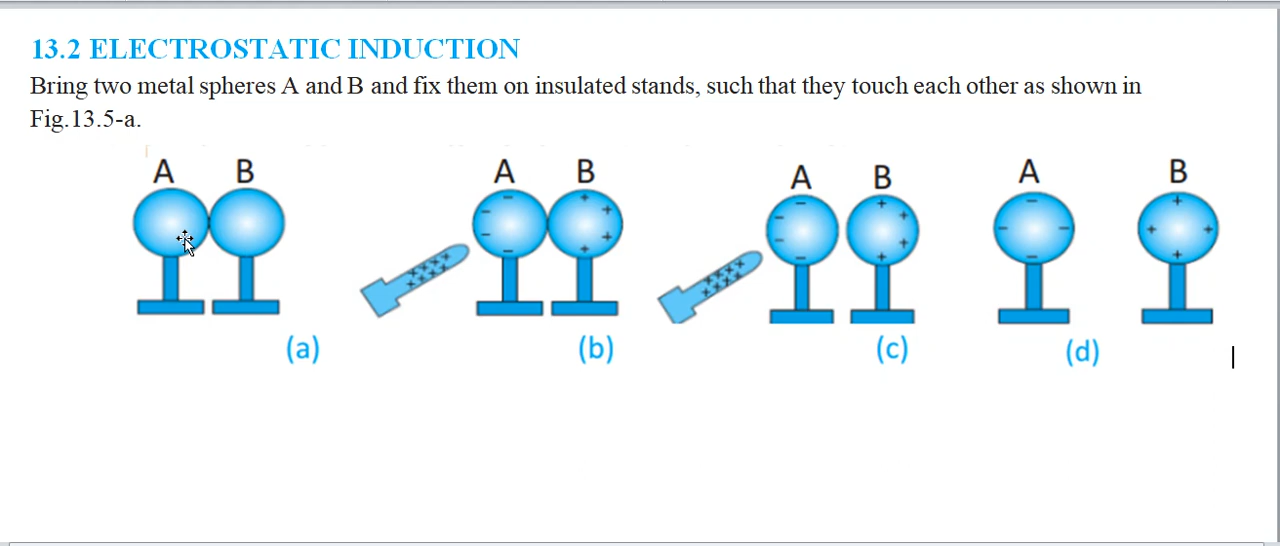 13.2 ELECTROSTATIC INDUCTION
Bring two metal spheres A and B and fix them on insulated stands, such that they touch each other as shown in
Fig.13.5-a.
A B A B A B A B
(a) (b) (c) (d)